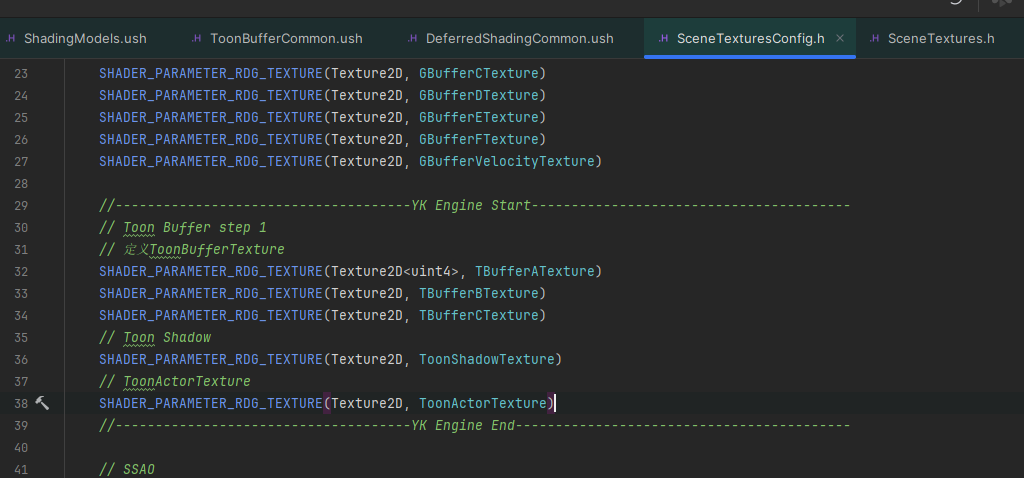 .H ShadingModels.ush .H ToonBufferCommon.ush .H DeferredShadingCommon.ush .H SceneTexturesConfig.h × .H SceneTextures.h
23 SHADER_PARAMETER_RDG_TEXTURE(Texture2D, GBufferCTexture)
24 SHADER_PARAMETER_RDG_TEXTURE(Texture2D, GBufferDTexture)
25 SHADER_PARAMETER_RDG_TEXTURE(Texture2D, GBufferETexture)
26 SHADER_PARAMETER_RDG_TEXTURE(Texture2D, GBufferFTexture)
27 SHADER_PARAMETER_RDG_TEXTURE(Texture2D, GBufferVelocityTexture)
28
29 //-------------------------------------YK Engine Start----------------------------------------
30 // Toon Buffer step 1
31 // 定义ToonBufferTexture
32 SHADER_PARAMETER_RDG_TEXTURE(Texture2D<uint4>, TBufferATexture)
33 SHADER_PARAMETER_RDG_TEXTURE(Texture2D, TBufferBTexture)
34 SHADER_PARAMETER_RDG_TEXTURE(Texture2D, TBufferCTexture)
35 // Toon Shadow
36 SHADER_PARAMETER_RDG_TEXTURE(Texture2D, ToonShadowTexture)
37 // ToonActorTexture
38 SHADER_PARAMETER_RDG_TEXTURE(Texture2D, ToonActorTexture)
39 //-------------------------------------YK Engine End------------------------------------------
40
41 // SSAO